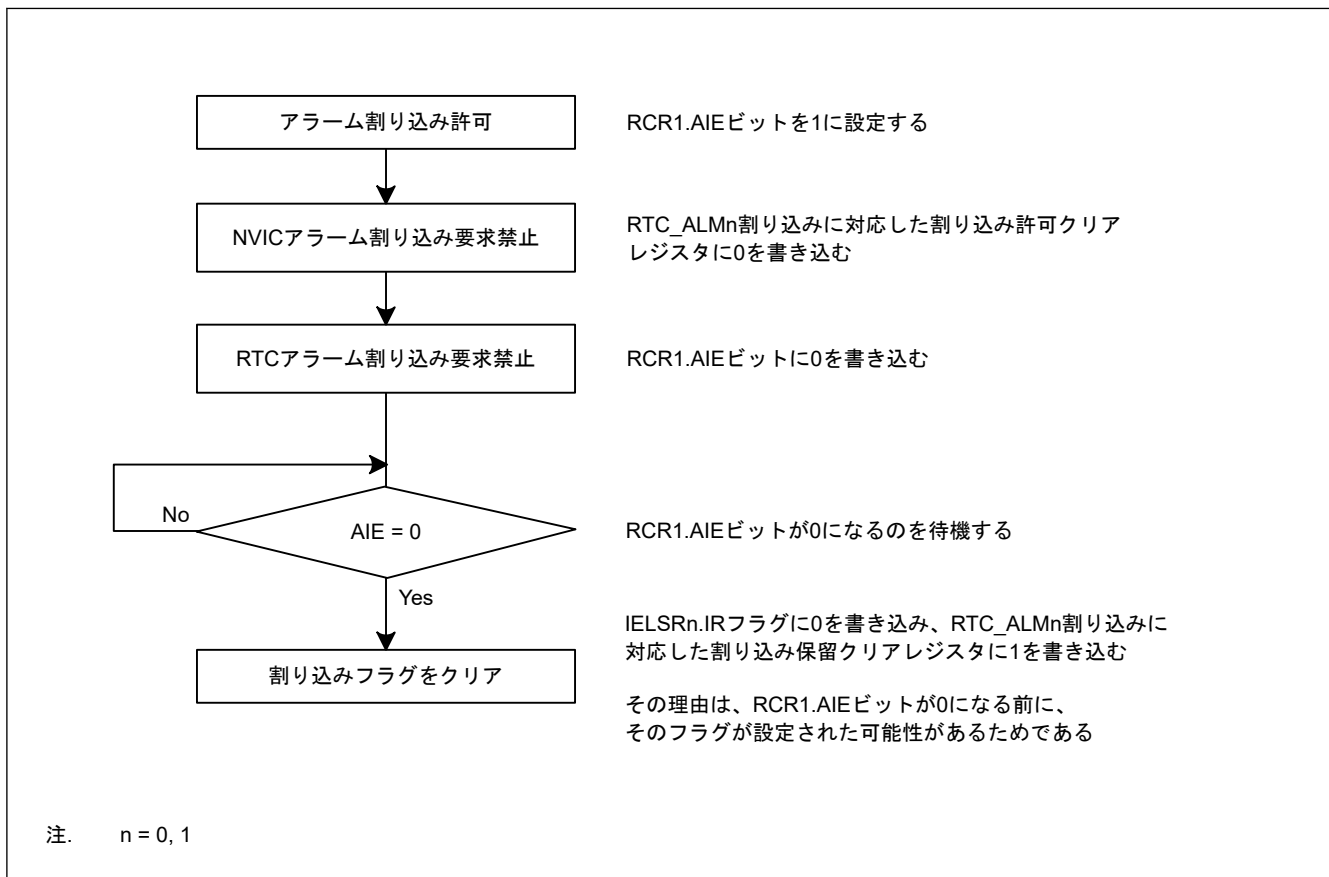 アラーム割り込み許可
RCR1.AIEビットを1に設定する
NVICアラーム割り込み要求禁止
RTC_ALMn割り込みに対応した割り込み許可クリア
レジスタに0を書き込む
RTCアラーム割り込み要求禁止
RCR1.AIEビットに0を書き込む
No
AIE = 0
RCR1.AIEビットが0になるのを待機する
Yes
割り込みフラグをクリア
IELSRn.IRフラグに0を書き込み、RTC_ALMn割り込みに
対応した割り込み保留クリアレジスタに1を書き込む
その理由は、RCR1.AIEビットが0になる前に、
そのフラグが設定された可能性があるためである
注. n = 0, 1